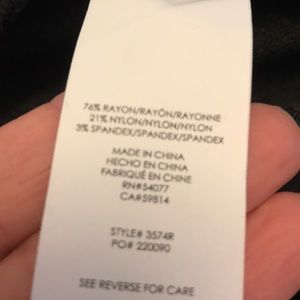 76% RAYON/RAYÓN/RAYONNE
21% NYLON/NYLON/NYLON
3% SPANDEX/SPANDEX/SPANDEX
MADE IN CHINA
HECHO EN CHINA
FABRIQUÉ EN CHINE
RN#54077
CA#59814
STYLE# 3574R
PO# 220090
SEE REVERSE FOR CARE